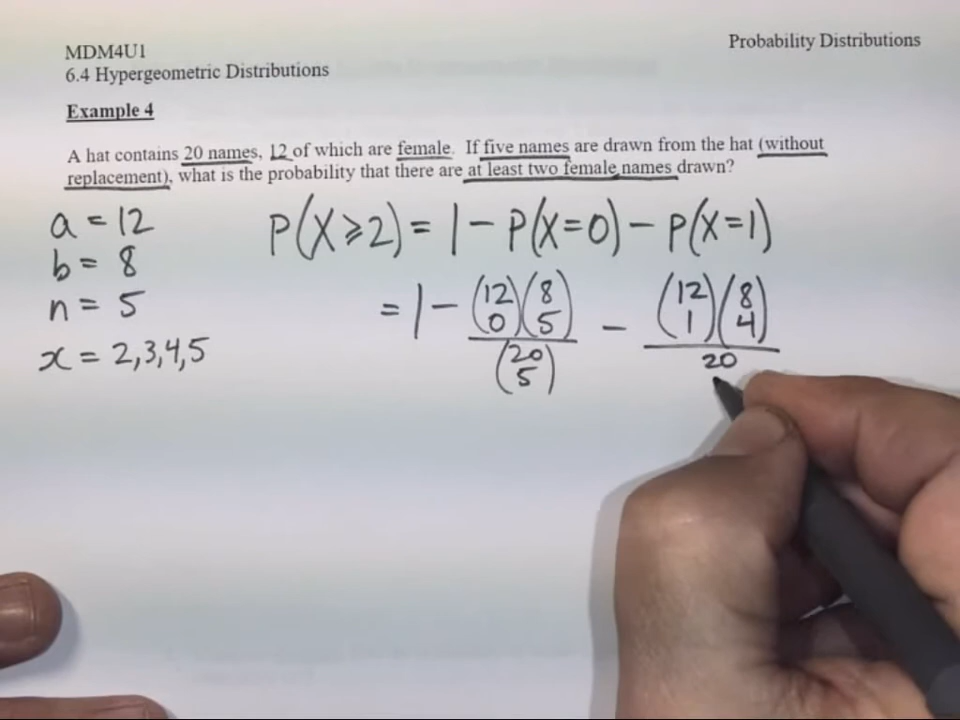 MDM4U1
Probability Distributions
6.4 Hypergeometric Distributions
Example 4
A hat contains 20 names, 12 of which are female. If five names are drawn from the hat (without
replacement), what is the probability that there are at least two female names drawn?
a = 12
b = 8
n = 5
x = 2,3,4,5
P(X≥2) = 1 − P(X=0) − P(X=1)
= 1 − (12 0)(8 5) / (20 5) − (12 1)(8 4) / 20